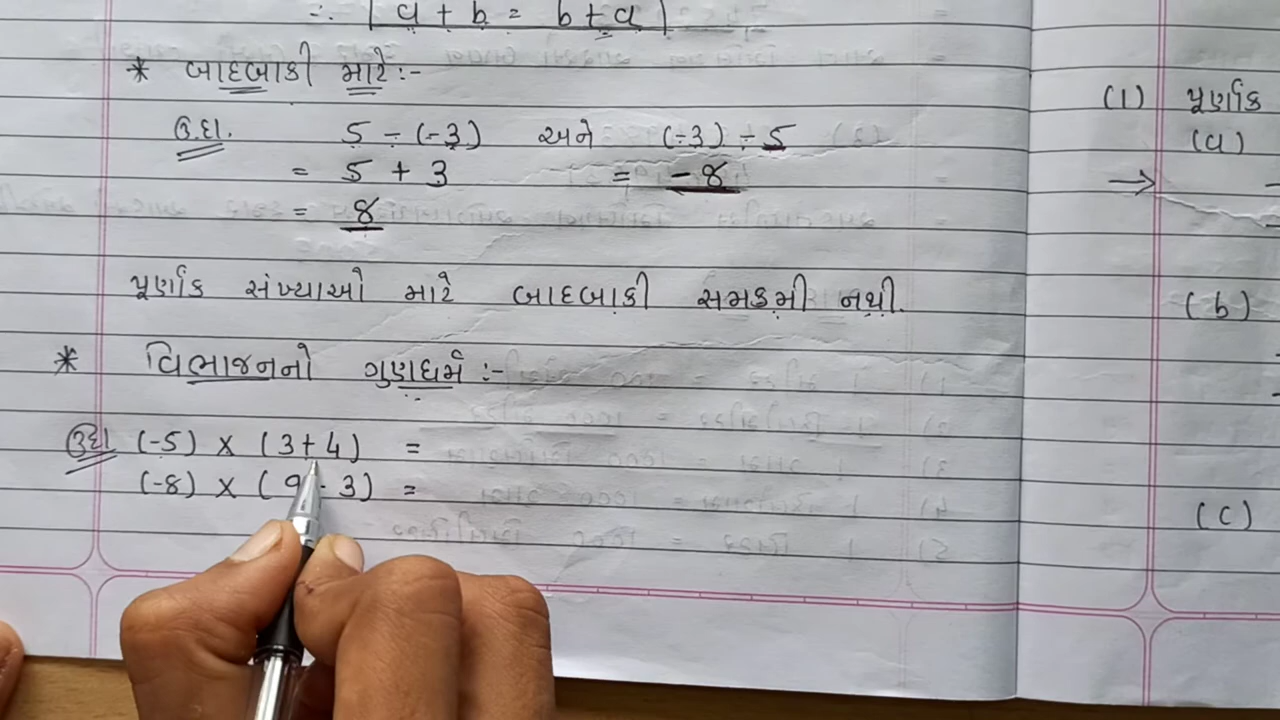 ∴ a + b = b + a
* બાદબાકી માટે :-
ઉદા. 5 - (-3) અને (-3) - 5
= 5 + 3 = -8
= 8
પૂર્ણાંક સંખ્યાઓ માટે બાદબાકી સમક્રમી નથી.
* વિભાજનનો ગુણધર્મ :-
ઉદા (-5) x (3+4) =
(-8) x (9 - 3) =
(1) પૂર્ણાંક
(a)
→
(b)
(c)